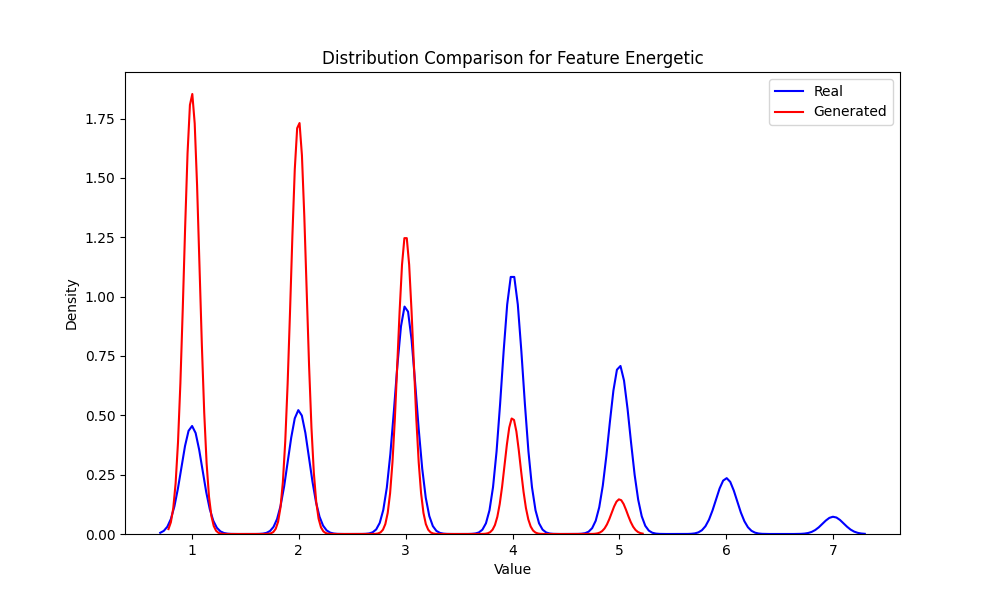 Distribution Comparison for Feature Energetic
Real
Generated
1.75
1.50
1.25
1.00
0.75
0.50
0.25
0.00
Density
1 2 3 4 5 6 7
Value